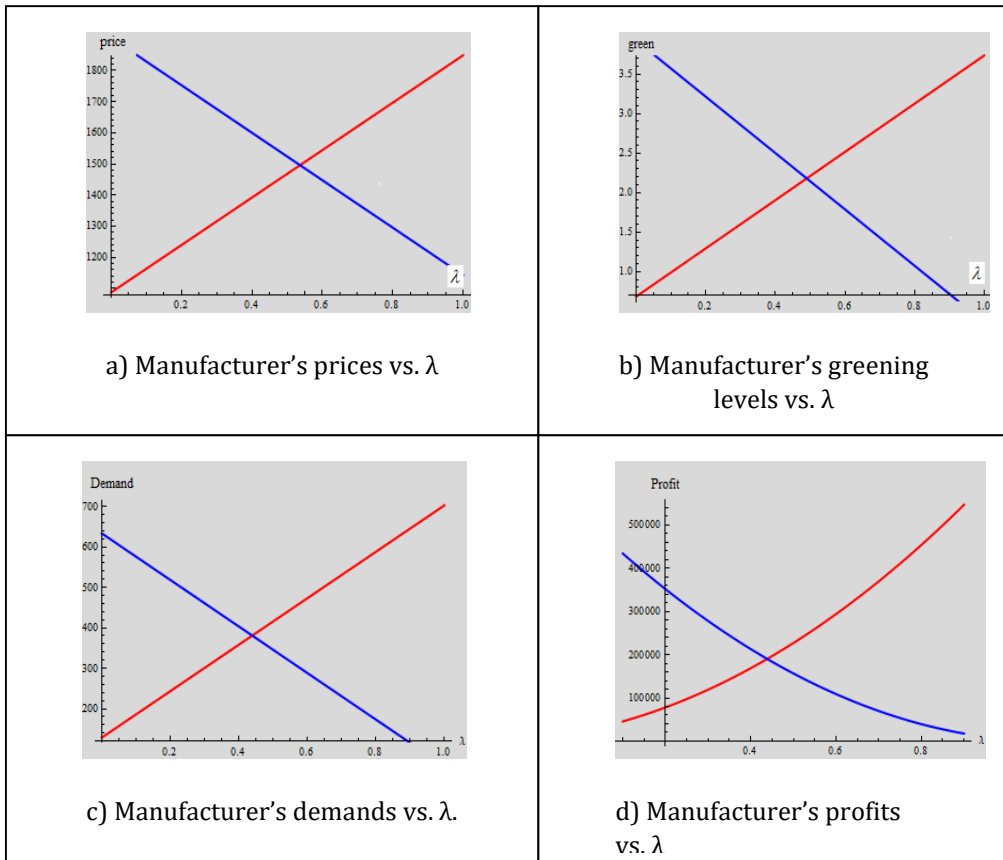 price
1800
1700
1600
1500
1400
1300
1200
0.2 0.4 0.6 0.8 1.0
λ
a) Manufacturer’s prices vs. λ
green
3.5
3.0
2.5
2.0
1.5
1.0
0.2 0.4 0.6 0.8 1.0
λ
b) Manufacturer’s greening
levels vs. λ
Demand
700
600
500
400
300
200
0.2 0.4 0.6 0.8 1.0
λ
c) Manufacturer’s demands vs. λ.
Profit
500000
400000
300000
200000
100000
0.4 0.6 0.8
λ
d) Manufacturer’s profits
vs. λ